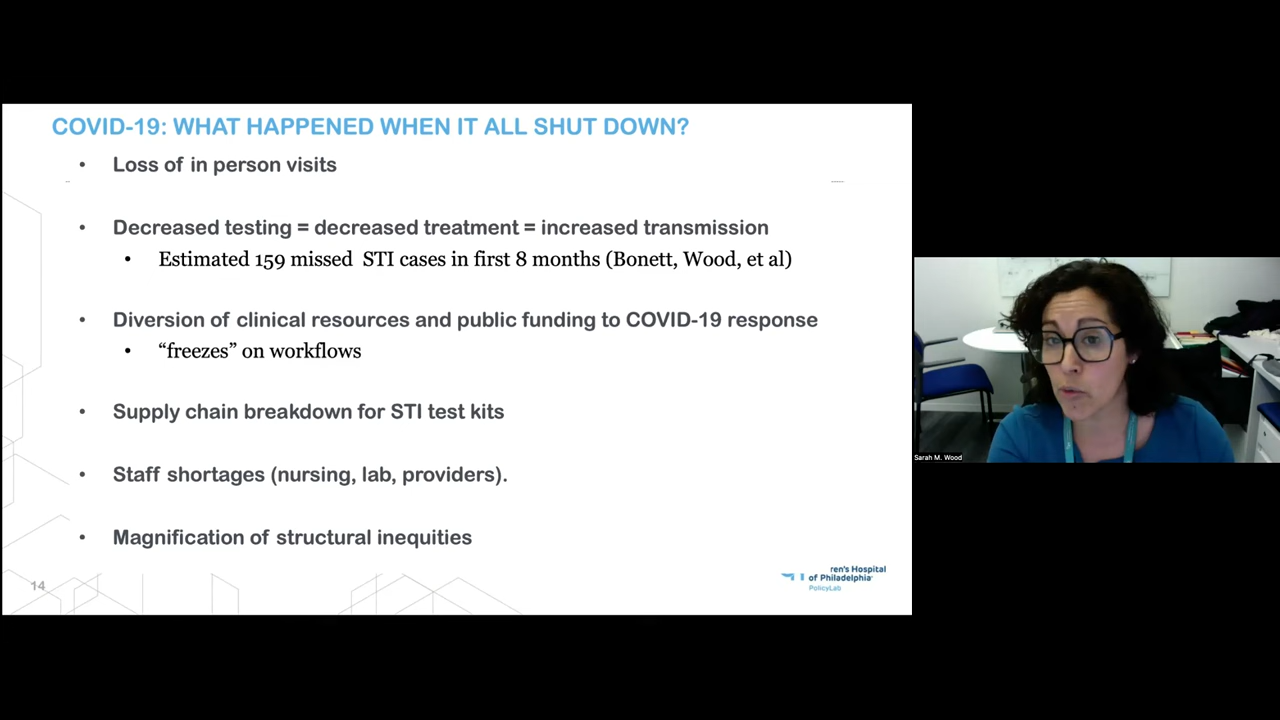 COVID-19: WHAT HAPPENED WHEN IT ALL SHUT DOWN?
• Loss of in person visits
• Decreased testing = decreased treatment = increased transmission
• Estimated 159 missed STI cases in first 8 months (Bonett, Wood, et al)
• Diversion of clinical resources and public funding to COVID-19 response
• “freezes” on workflows
• Supply chain breakdown for STI test kits
• Staff shortages (nursing, lab, providers).
• Magnification of structural inequities
14
ren's Hospital
of Philadelphia
PolicyLab
Sarah M. Wood